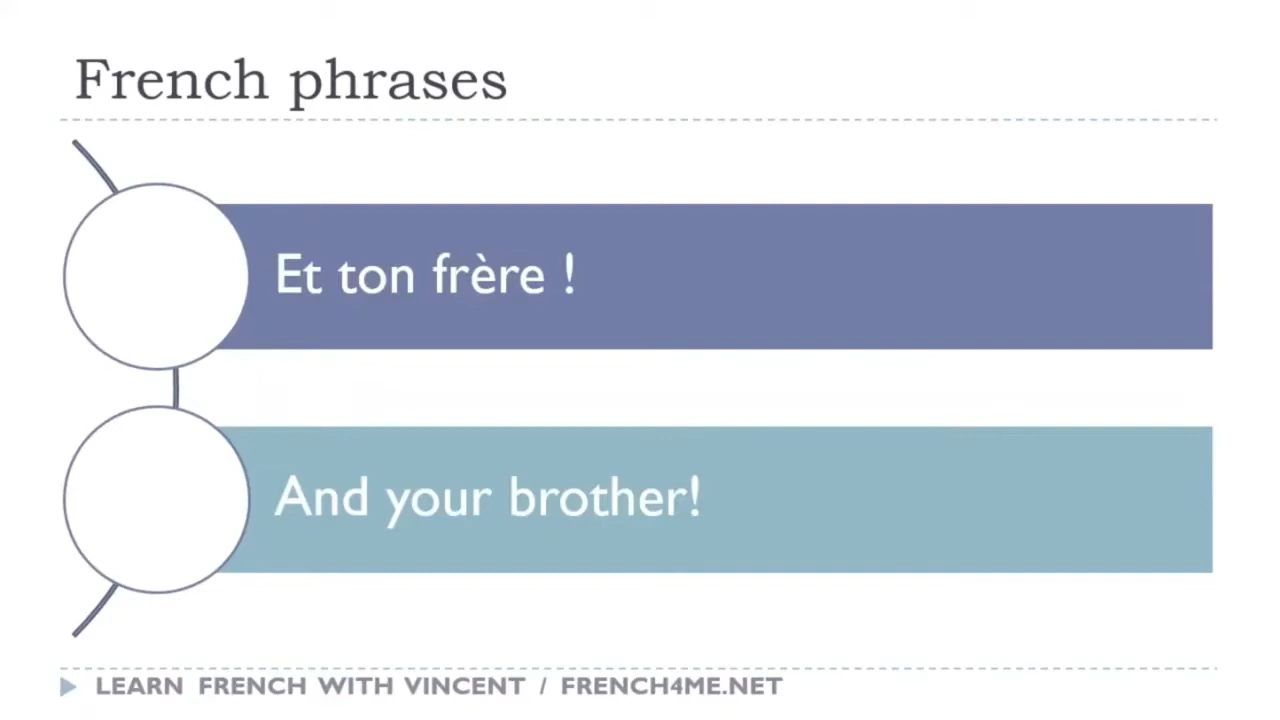 French phrases
Et ton frère !
And your brother!
LEARN FRENCH WITH VINCENT / FRENCH4ME.NET